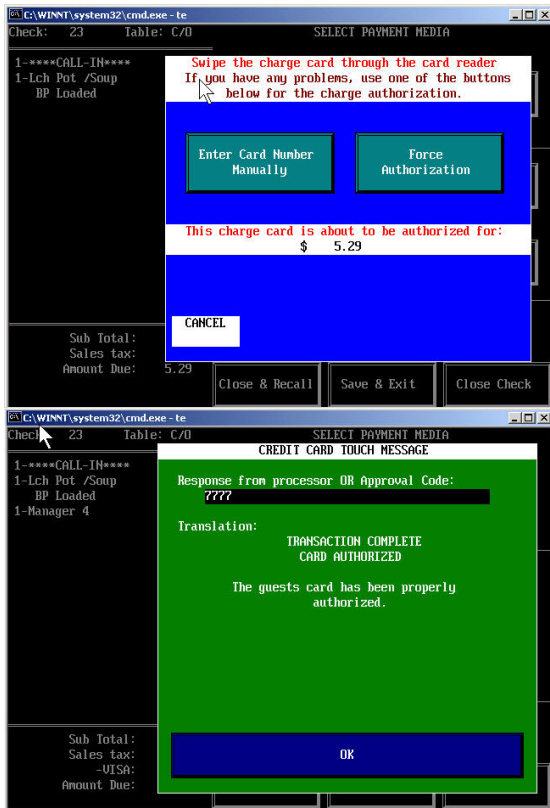 C:\WINNT\system32\cmd.exe - te
Check: 23 Table: C/O SELECT PAYMENT MEDIA
1-****CALL-IN****
1-Lch Pot /Soup
BP Loaded
Swipe the charge card through the card reader
If you have any problems, use one of the buttons
below for the charge authorization.
Enter Card Number
Manually
Force
Authorization
This charge card is about to be authorized for:
$ 5.29
CANCEL
Sub Total:
Sales tax:
Amount Due: 5.29
Close & Recall Save & Exit Close Check
C:\WINNT\system32\cmd.exe - te
Check: 23 Table: C/O SELECT PAYMENT MEDIA
CREDIT CARD TOUCH MESSAGE
1-****CALL-IN****
1-Lch Pot /Soup
BP Loaded
1-Manager 4
Response from processor OR Approval Code:
7777
Translation:
TRANSACTION COMPLETE
CARD AUTHORIZED
The guests card has been properly
authorized.
OK
Sub Total:
Sales tax:
-VISA:
Amount Due: